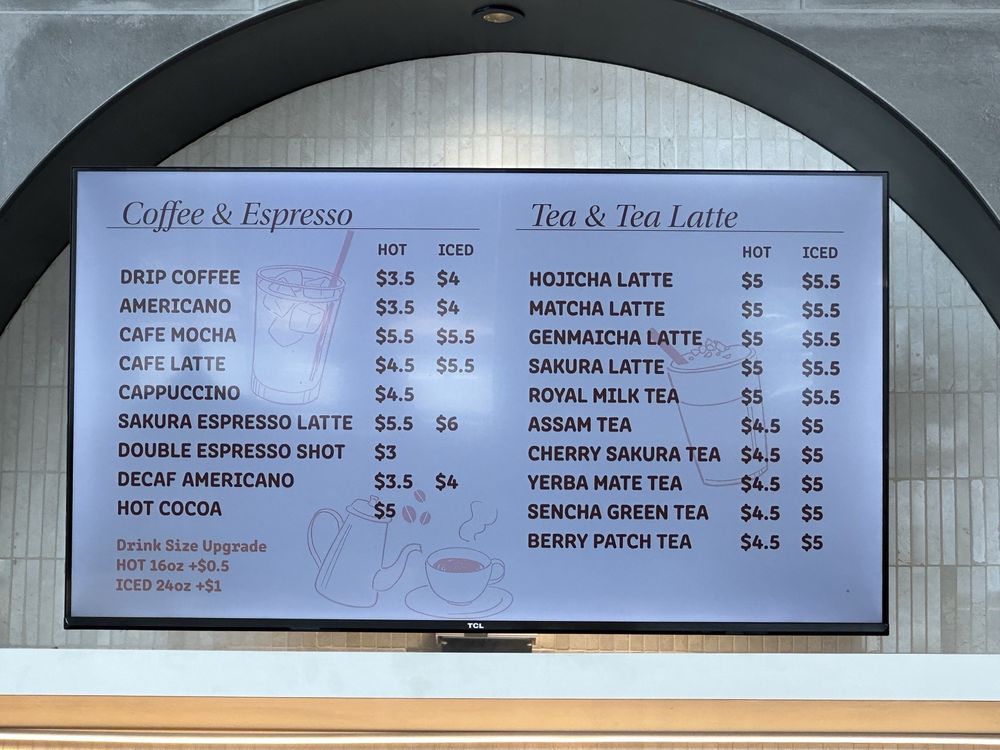 Coffee & Espresso
HOT ICED
DRIP COFFEE $3.5 $4
AMERICANO $3.5 $4
CAFE MOCHA $5.5 $5.5
CAFE LATTE $4.5 $5.5
CAPPUCCINO $4.5
SAKURA ESPRESSO LATTE $5.5 $6
DOUBLE ESPRESSO SHOT $3
DECAF AMERICANO $3.5 $4
HOT COCOA $5
Drink Size Upgrade
HOT 16oz +$0.5
ICED 24oz +$1
Tea & Tea Latte
HOT ICED
HOJICHA LATTE $5 $5.5
MATCHA LATTE $5 $5.5
GENMAICHA LATTE $5 $5.5
SAKURA LATTE $5 $5.5
ROYAL MILK TEA $5 $5.5
ASSAM TEA $4.5 $5
CHERRY SAKURA TEA $4.5 $5
YERBA MATE TEA $4.5 $5
SENCHA GREEN TEA $4.5 $5
BERRY PATCH TEA $4.5 $5
TCL